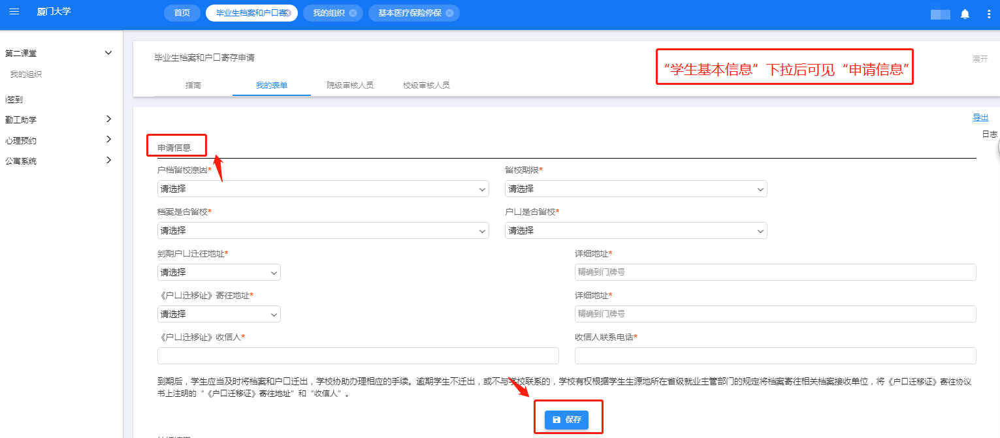 厦门大学
首页
毕业生档案和户口寄
我的组织
基本医疗保险停保
第二课堂
我的组织
i签到
勤工助学
心理预约
公寓系统
毕业生档案和户口寄存申请
“学生基本信息”下拉后可见“申请信息”
展开
指南
我的表单
院级审核人员
校级审核人员
导出
日志
申请信息
户档留校原因*
留校期限*
请选择
请选择
档案是否留校*
户口是否留校*
请选择
请选择
到期户口迁往地址*
详细地址*
请选择
精确到门牌号
《户口迁移证》寄往地址*
详细地址*
请选择
精确到门牌号
《户口迁移证》收信人*
收信人联系电话*
到期后，学生应当及时将档案和户口迁出，学校协助办理相应的手续。逾期学生不迁出，或不与学校联系的，学校有权根据学生生源地所在省级就业主管部门的规定将档案寄往相关档案接收单位，将《户口迁移证》寄往协议
书上注明的“《户口迁移证》寄往地址”和“收信人”。
保存